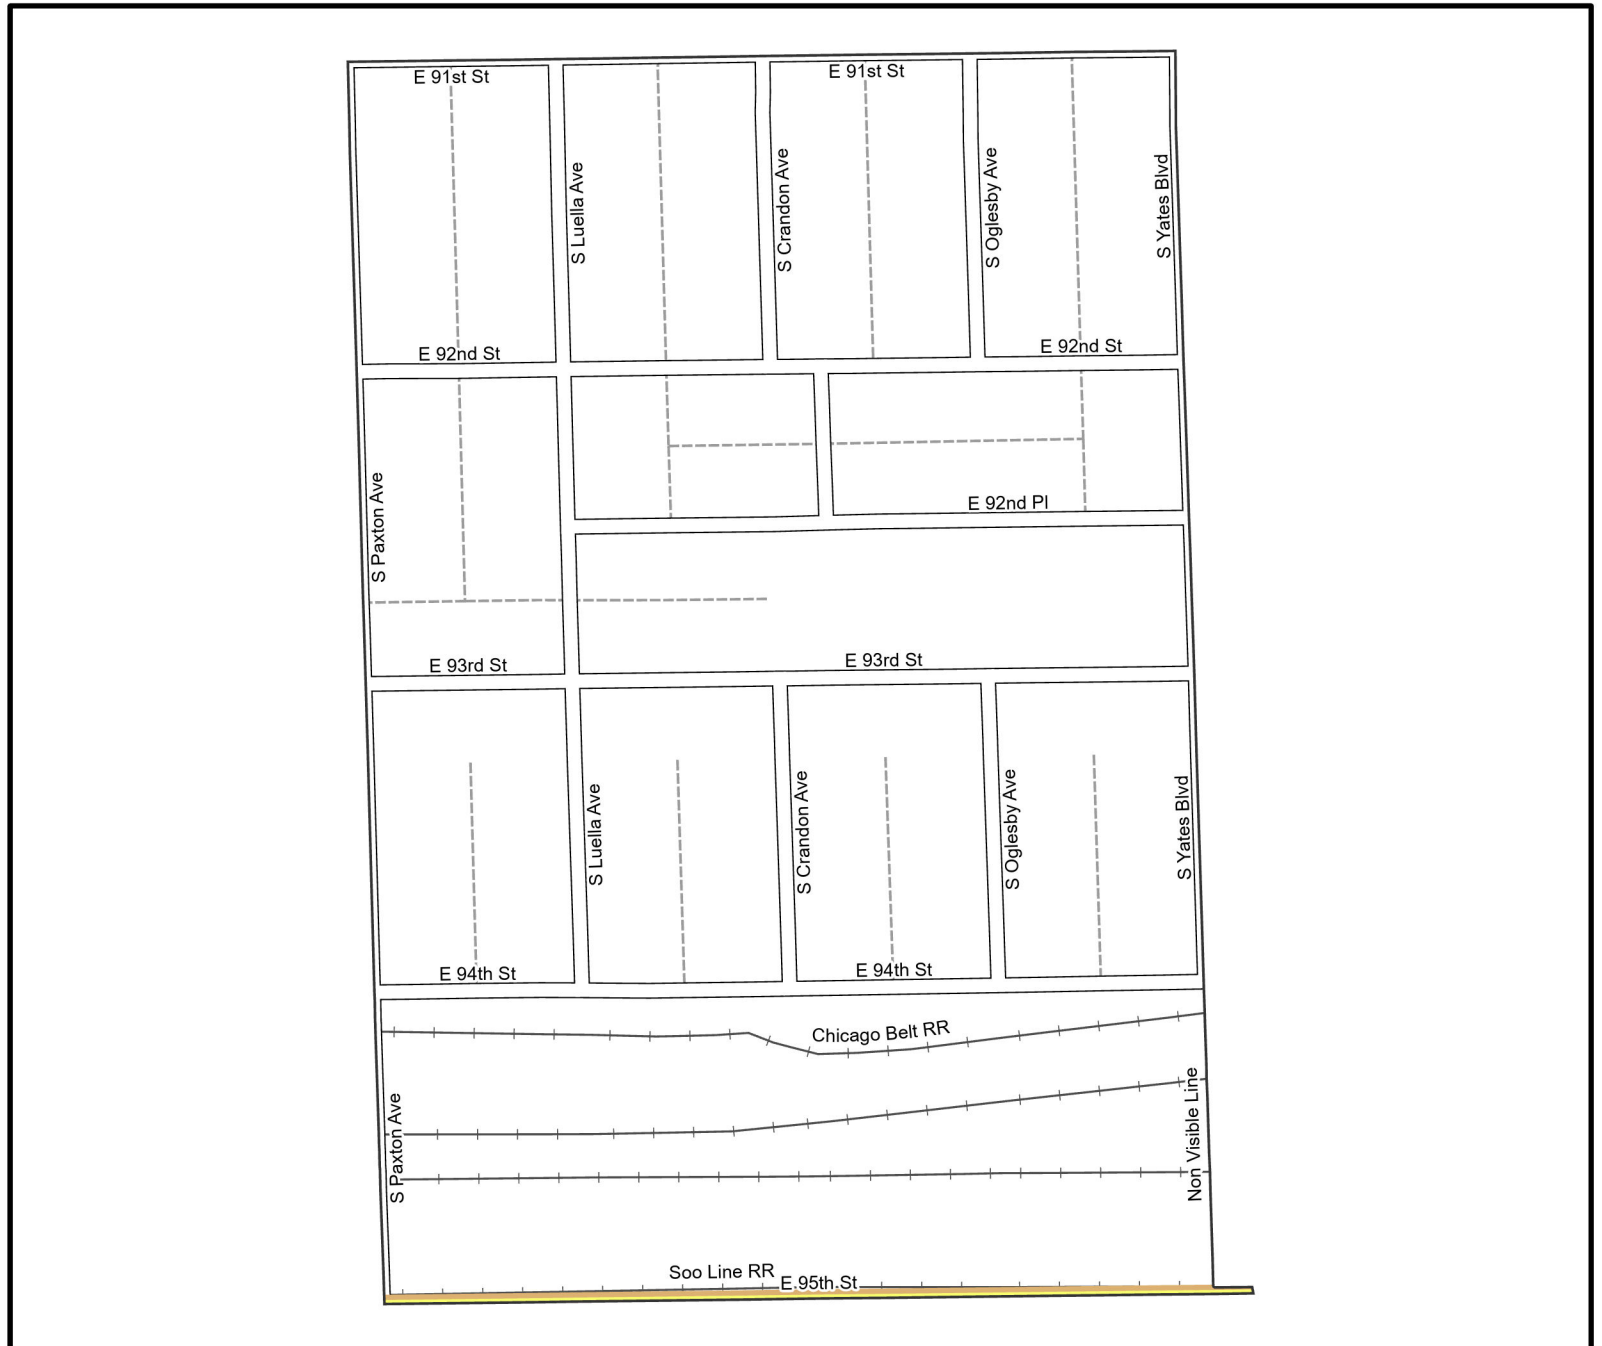 E 91st St
E 91st St
S Luella Ave
S Crandon Ave
S Oglesby Ave
S Yates Blvd
E 92nd St
E 92nd St
S Paxton Ave
E 92nd Pl
E 93rd St
E 93rd St
S Luella Ave
S Crandon Ave
S Oglesby Ave
S Yates Blvd
E 94th St
E 94th St
Chicago Belt RR
S Paxton Ave
Non Visible Line
Soo Line RR
E 95th St